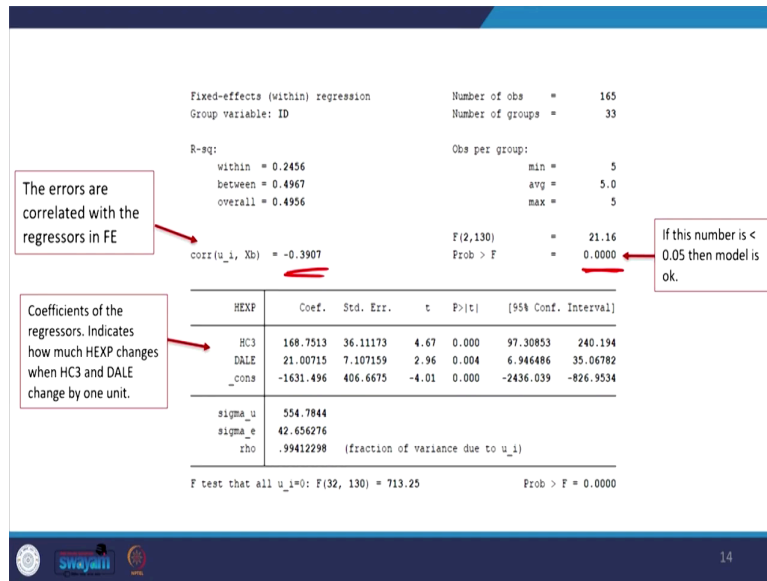 Fixed-effects (within) regression Number of obs = 165
Group variable: ID Number of groups = 33
R-sq: Obs per group:
within = 0.2456 min = 5
between = 0.4967 avg = 5.0
overall = 0.4956 max = 5
The errors are
correlated with the
regressors in FE
F(2,130) = 21.16
corr(u_i, Xb) = -0.3907 Prob > F = 0.0000
If this number is <
0.05 then model is
ok.
Coefficients of the
regressors. Indicates
how much HEXP changes
when HC3 and DALE
change by one unit.
HEXP Coef. Std. Err. t P>|t| [95% Conf. Interval]
HC3 168.7513 36.11173 4.67 0.000 97.30853 240.194
DALE 21.00715 7.107159 2.96 0.004 6.946486 35.06782
_cons -1631.496 406.6675 -4.01 0.000 -2436.039 -826.9534
sigma_u 554.7844
sigma_e 42.656276
rho .99412298 (fraction of variance due to u_i)
F test that all u_i=0: F(32, 130) = 713.25 Prob > F = 0.0000
swayam
14